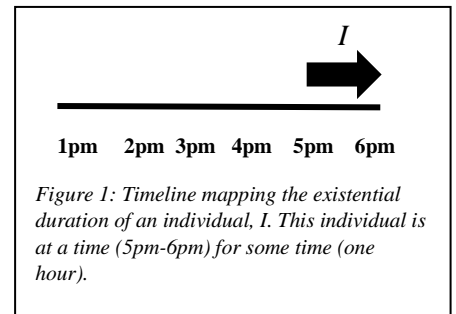 I
1pm 2pm 3pm 4pm 5pm 6pm
Figure 1: Timeline mapping the existential
duration of an individual, I. This individual is
at a time (5pm-6pm) for some time (one
hour).